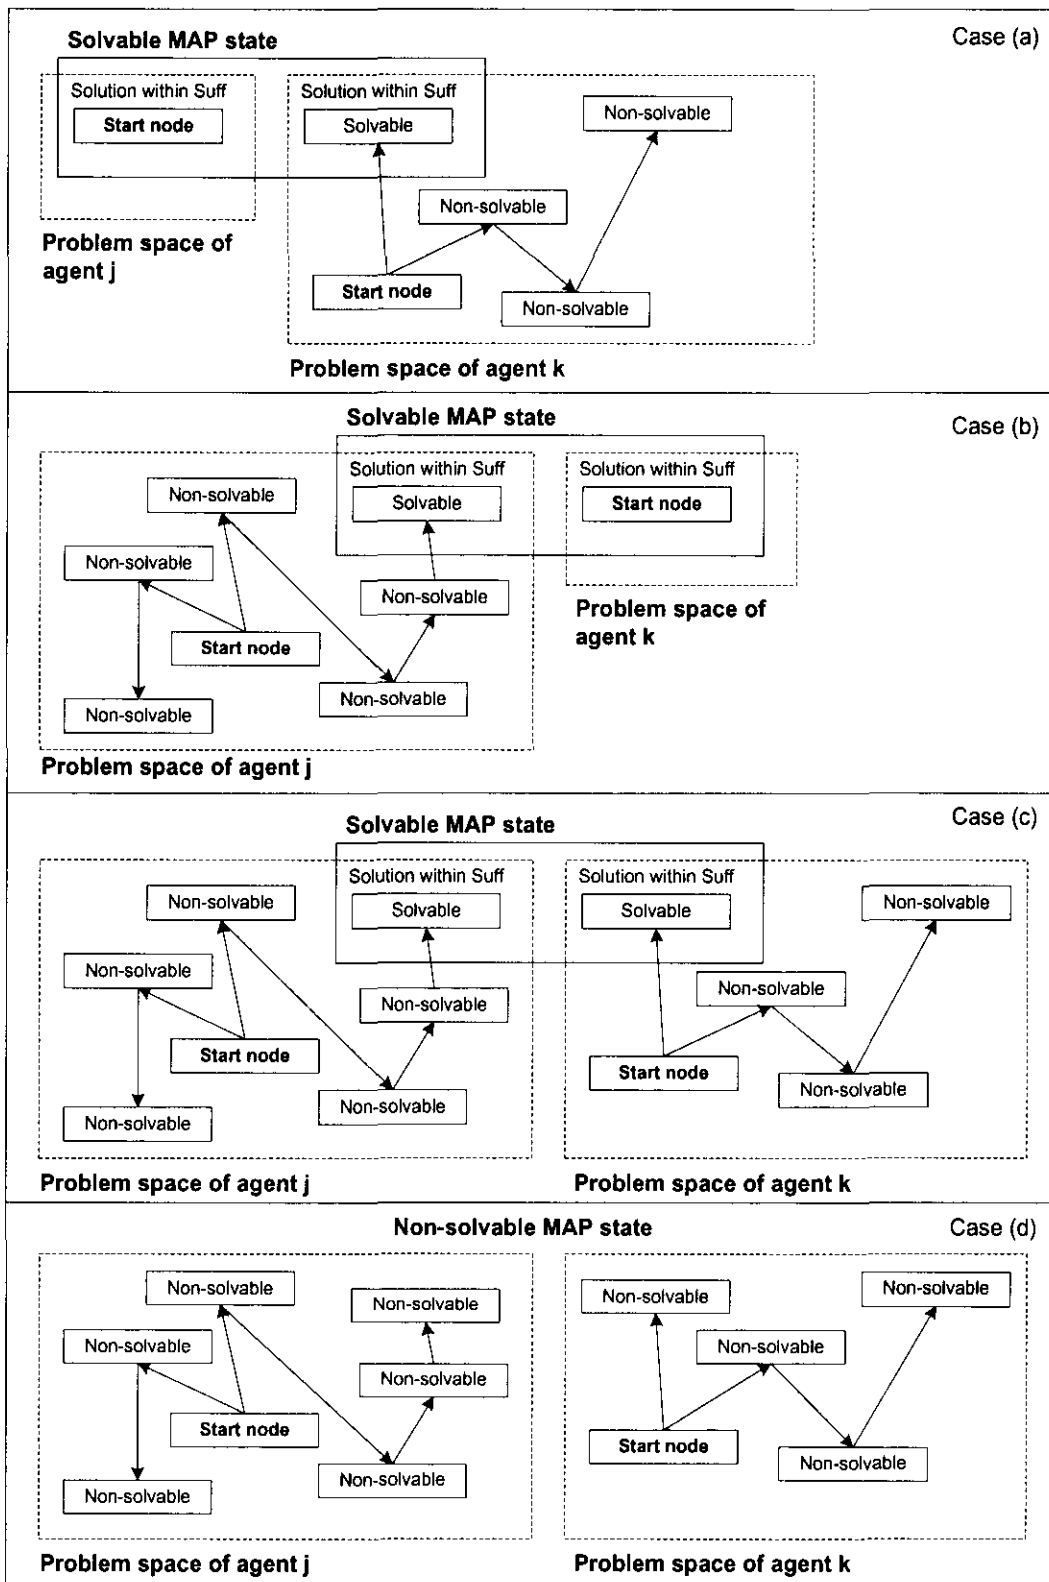 Solvable MAP state
Case (a)
Solution within Suff
Solution within Suff
Start node
Solvable
Non-solvable
Non-solvable
Problem space of
agent j
Start node
Non-solvable
Problem space of agent k
Solvable MAP state
Case (b)
Solution within Suff
Solution within Suff
Non-solvable
Solvable
Start node
Non-solvable
Non-solvable
Problem space of
agent k
Start node
Non-solvable
Non-solvable
Problem space of agent j
Solvable MAP state
Case (c)
Solution within Suff
Solution within Suff
Non-solvable
Solvable
Solvable
Non-solvable
Non-solvable
Non-solvable
Non-solvable
Start node
Start node
Non-solvable
Non-solvable
Non-solvable
Problem space of agent j
Problem space of agent k
Non-solvable MAP state
Case (d)
Non-solvable
Non-solvable
Non-solvable
Non-solvable
Non-solvable
Non-solvable
Non-solvable
Start node
Start node
Non-solvable
Non-solvable
Non-solvable
Problem space of agent j
Problem space of agent k